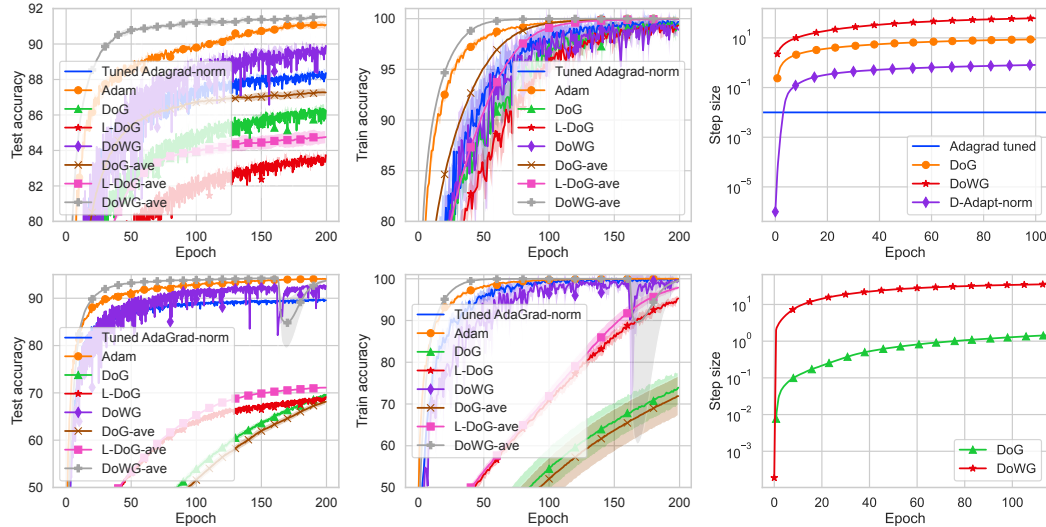 92
90
88
86
84
82
80
Test accuracy
Tuned Adagrad-norm
Adam
DoG
L-DoG
DoWG
DoG-ave
L-DoG-ave
DoWG-ave
0 50 100 150 200
Epoch
100
95
90
85
80
Train accuracy
Tuned Adagrad-norm
Adam
DoG
L-DoG
DoWG
DoG-ave
L-DoG-ave
DoWG-ave
0 50 100 150 200
Epoch
10¹
10⁻¹
10⁻³
10⁻⁵
Step size
Adagrad tuned
DoG
DoWG
D-Adapt-norm
0 20 40 60 80 100
Epoch
90
80
70
60
50
Test accuracy
Tuned AdaGrad-norm
Adam
DoG
L-DoG
DoWG
DoG-ave
L-DoG-ave
DoWG-ave
0 50 100 150 200
Epoch
100
90
80
70
60
50
Train accuracy
Tuned AdaGrad-norm
Adam
DoG
L-DoG
DoWG
DoG-ave
L-DoG-ave
DoWG-ave
0 50 100 150 200
Epoch
10¹
10⁰
10⁻¹
10⁻²
10⁻³
Step size
DoG
DoWG
0 20 40 60 80 100
Epoch